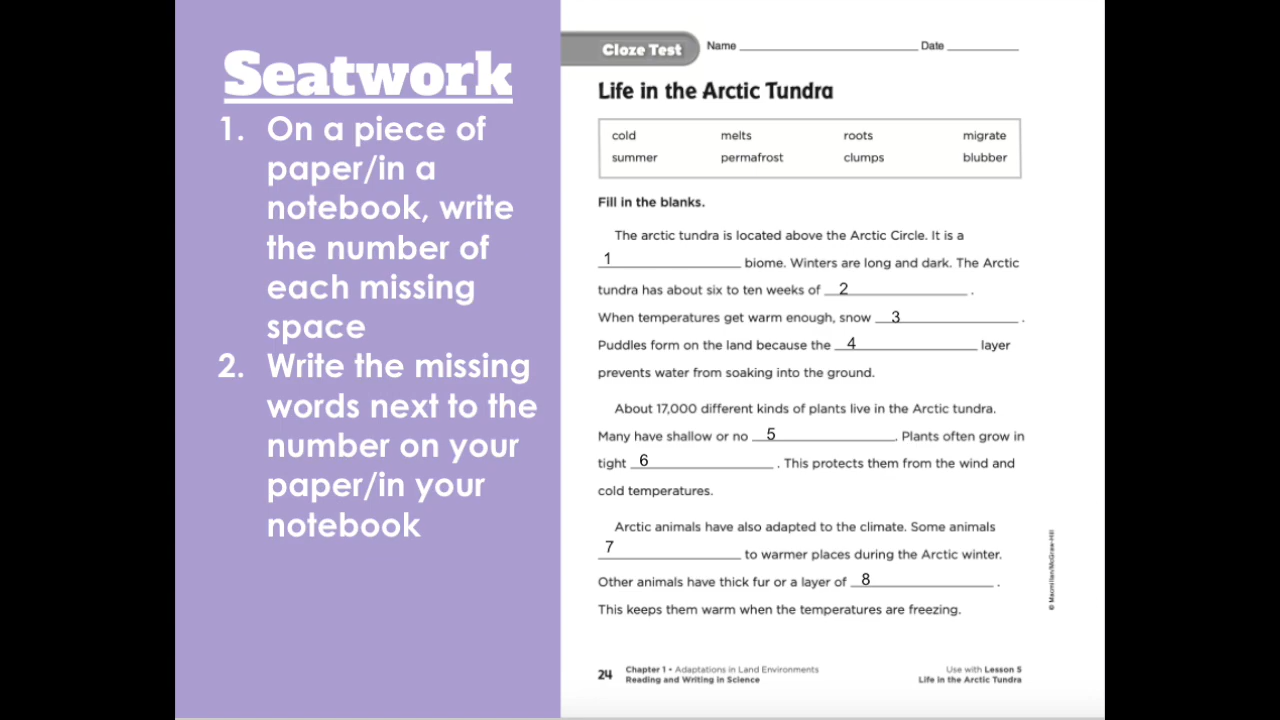 Seatwork
1. On a piece of
paper/in a
notebook, write
the number of
each missing
space
2. Write the missing
words next to the
number on your
paper/in your
notebook
Cloze Test Name Date
Life in the Arctic Tundra
cold melts roots migrate
summer permafrost clumps blubber
Fill in the blanks.
The arctic tundra is located above the Arctic Circle. It is a
1 biome. Winters are long and dark. The Arctic
tundra has about six to ten weeks of 2 .
When temperatures get warm enough, snow 3 .
Puddles form on the land because the 4 layer
prevents water from soaking into the ground.
About 17,000 different kinds of plants live in the Arctic tundra.
Many have shallow or no 5 . Plants often grow in
tight 6 . This protects them from the wind and
cold temperatures.
Arctic animals have also adapted to the climate. Some animals
7 to warmer places during the Arctic winter.
Other animals have thick fur or a layer of 8 .
This keeps them warm when the temperatures are freezing.
© Macmillan/McGraw-Hill
24 Chapter 1 • Adaptations in Land Environments Use with Lesson 5
Reading and Writing in Science Life in the Arctic Tundra